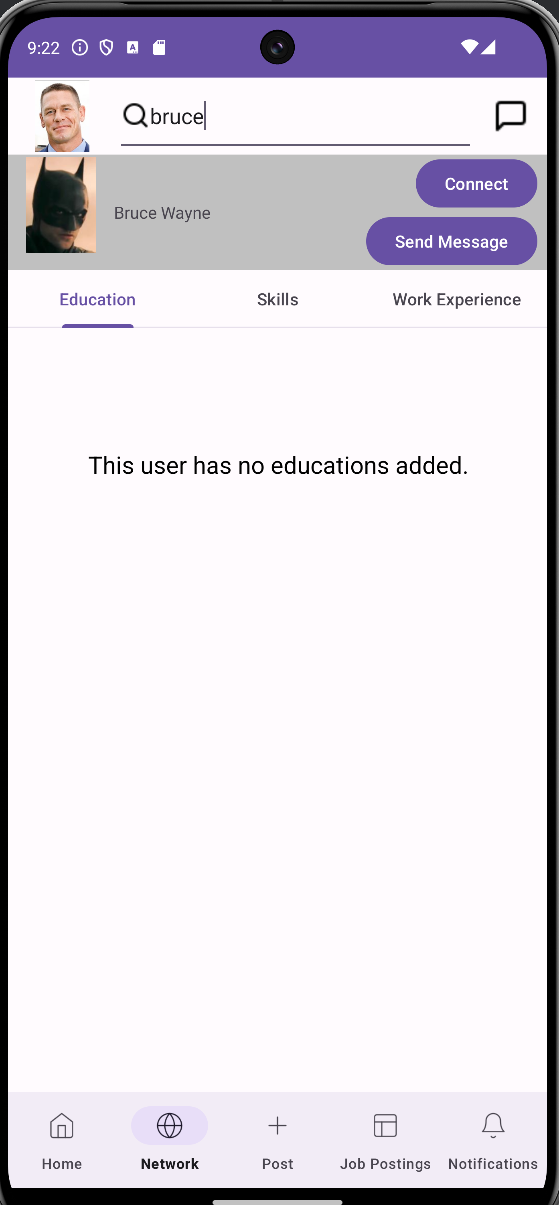 9:22
bruce
Connect
Bruce Wayne
Send Message
Education Skills Work Experience
This user has no educations added.
Home Network Post Job Postings Notifications